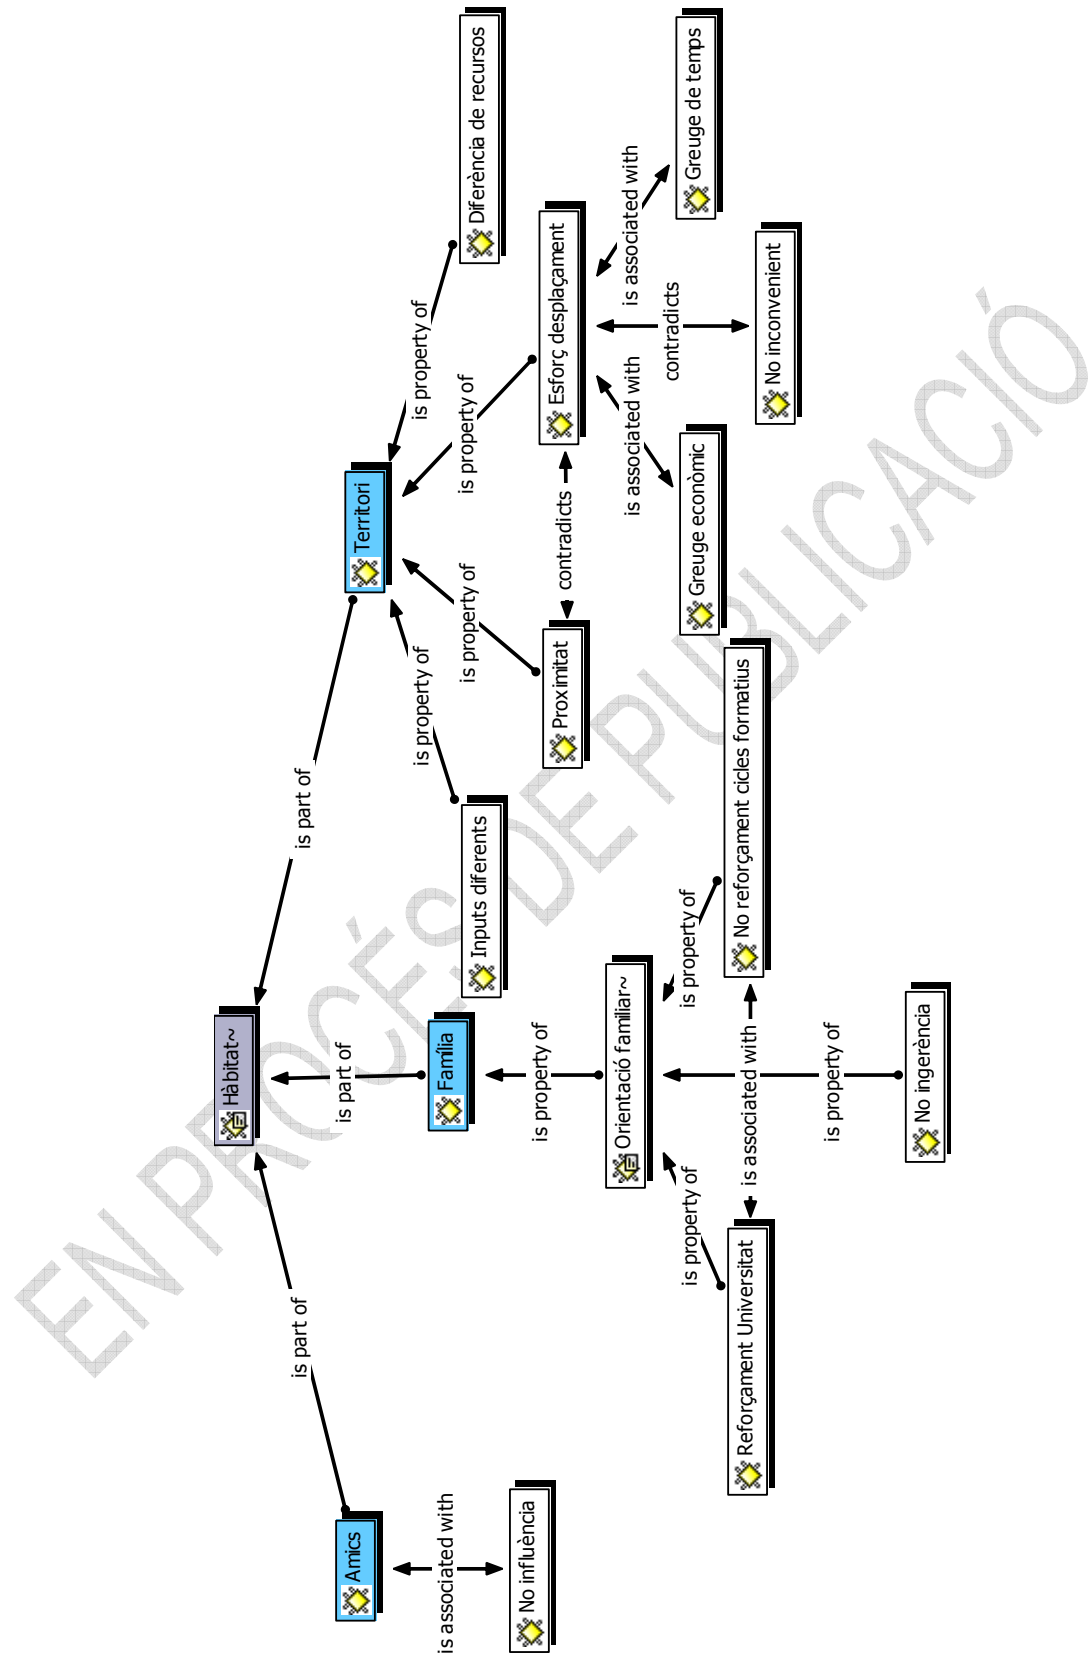 Hàbitat~
is part of
is part of
is part of
Amics
Família
Territori
is associated with
No influència
is property of
Orientació familiar~
is property of
is property of
is property of
is property of
Inputs diferents
Proximitat
contradicts
Esforç desplaçament
Diferència de recursos
is property of
is associated with
is property of
is property of
Reforçament Universitat
No reforçament cicles formatius
No ingerència
is associated with
contradicts
is associated with
Greuge econòmic
No inconvenient
Greuge de temps
EN PROCÉS DE PUBLICACIÓ